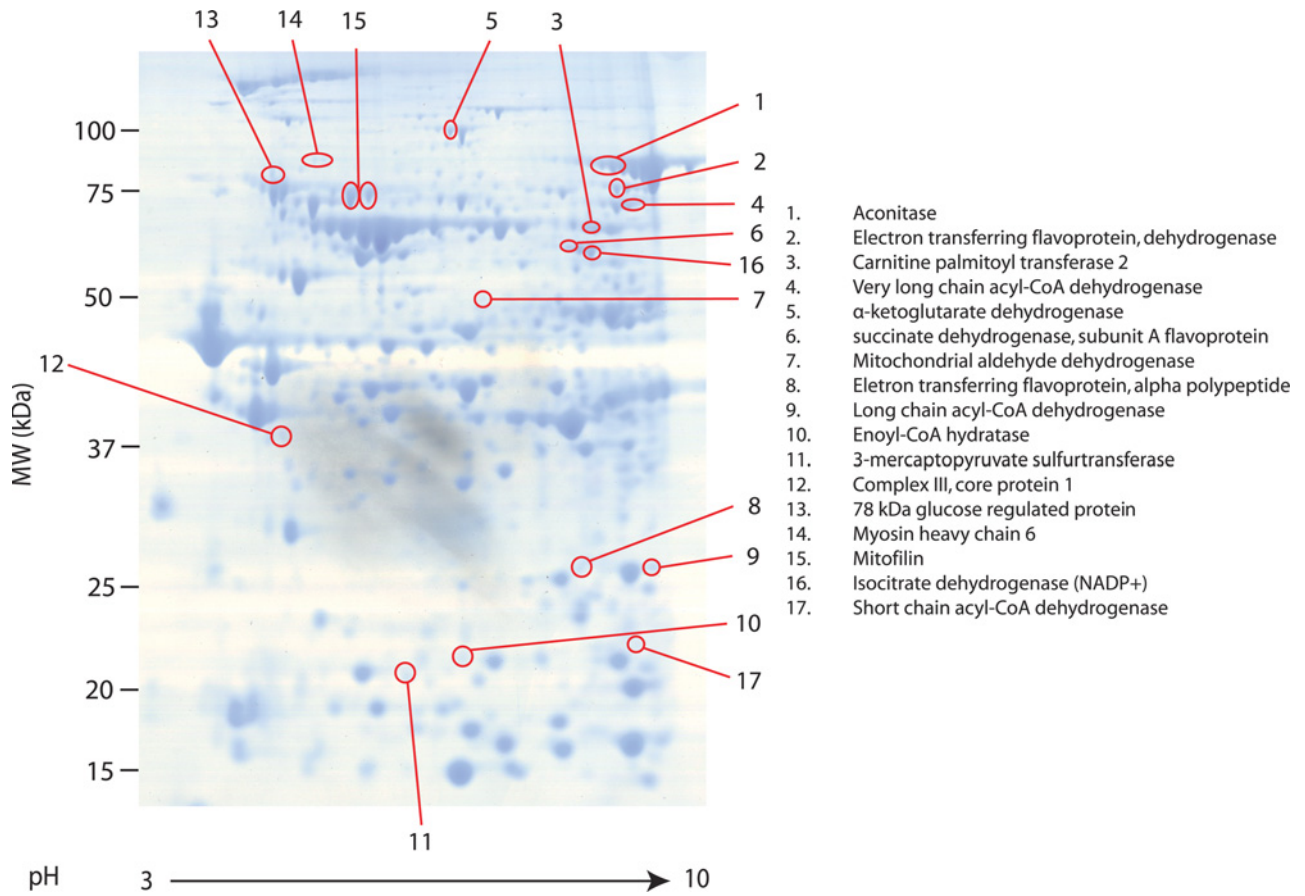 13 14 15 5 3
1
100
2
75
4
6
16
50
7
12
37
MW (kDa)
8
9
25
10
20
17
15
11
pH 3 10
1. Aconitase
2. Electron transferring flavoprotein, dehydrogenase
3. Carnitine palmitoyl transferase 2
4. Very long chain acyl-CoA dehydrogenase
5. α-ketoglutarate dehydrogenase
6. succinate dehydrogenase, subunit A flavoprotein
7. Mitochondrial aldehyde dehydrogenase
8. Eletron transferring flavoprotein, alpha polypeptide
9. Long chain acyl-CoA dehydrogenase
10. Enoyl-CoA hydratase
11. 3-mercaptopyruvate sulfurtransferase
12. Complex III, core protein 1
13. 78 kDa glucose regulated protein
14. Myosin heavy chain 6
15. Mitofilin
16. Isocitrate dehydrogenase (NADP+)
17. Short chain acyl-CoA dehydrogenase